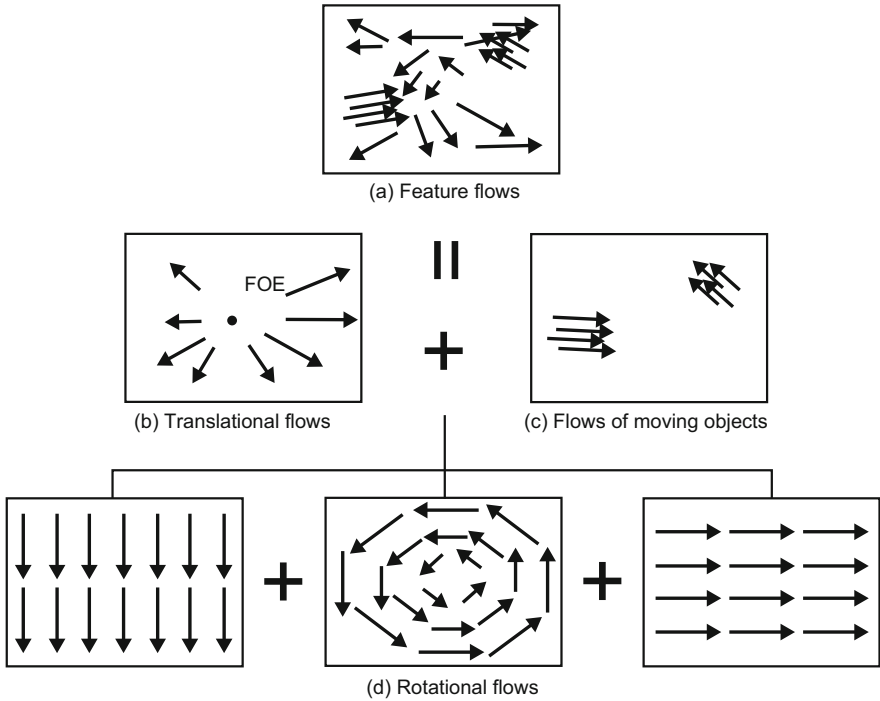 (a) Feature flows
FOE
(b) Translational flows
(c) Flows of moving objects
(d) Rotational flows